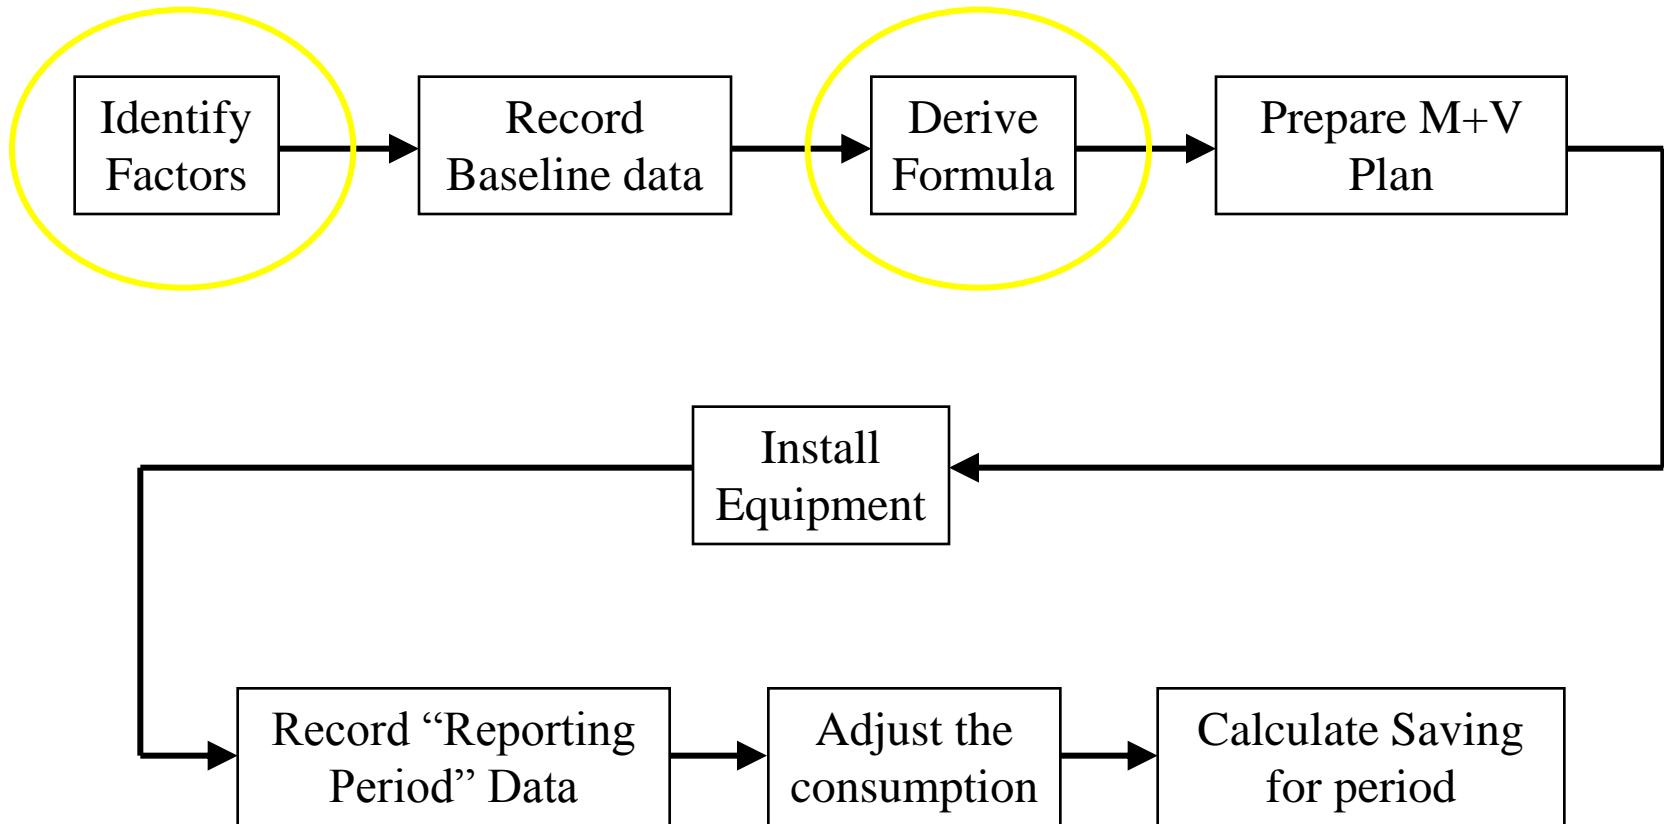 Identify
Factors
Record
Baseline data
Derive
Formula
Prepare M+V
Plan
Install
Equipment
Record “Reporting
Period” Data
Adjust the
consumption
Calculate Saving
for period